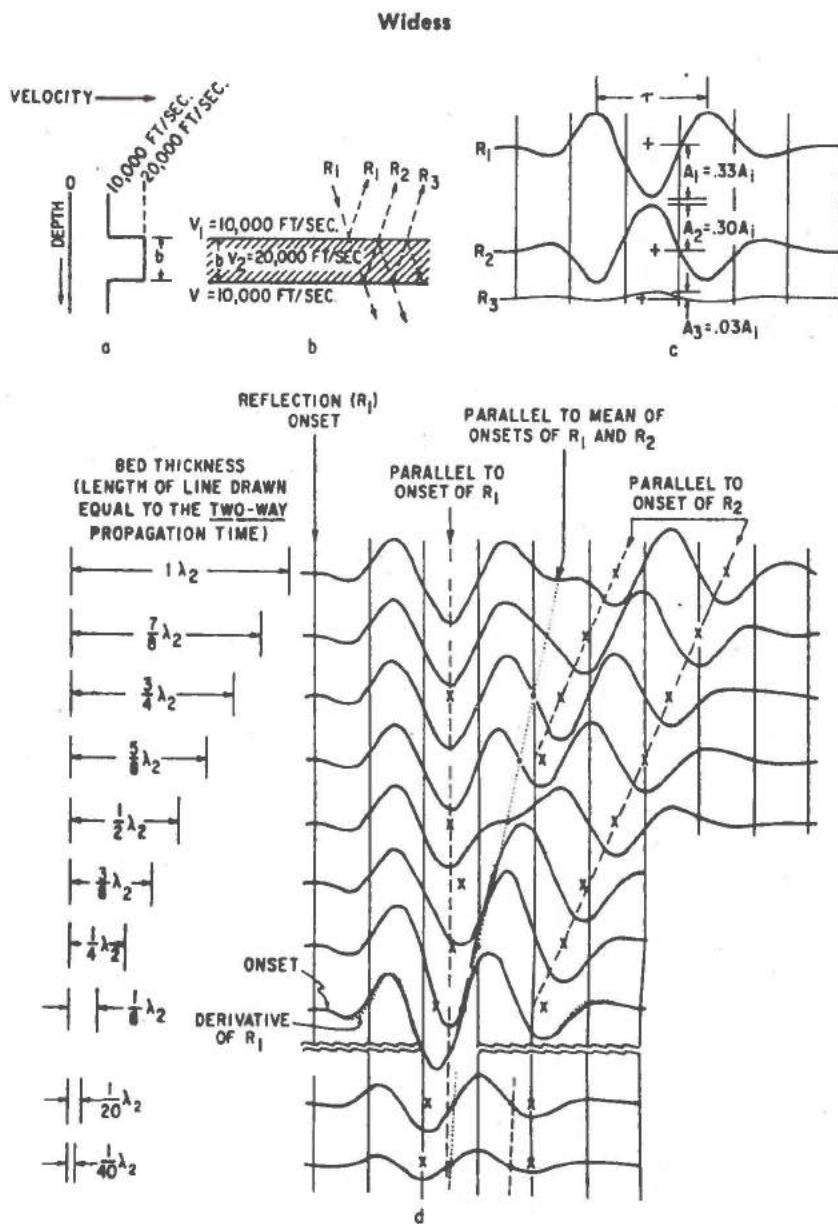 Widess
VELOCITY
10,000 FT/SEC.
20,000 FT/SEC.
0
DEPTH
b
a
R₁ R₁ R₂ R₃
V₁ = 10,000 FT/SEC.
b V₂ = 20,000 FT/SEC
V = 10,000 FT/SEC.
b
τ
R₁
A₁ = .33Aᵢ
A₂ = .30Aᵢ
R₂
R₃
A₃ = .03Aᵢ
c
REFLECTION (R₁)
ONSET
PARALLEL TO MEAN OF
ONSETS OF R₁ AND R₂
BED THICKNESS
(LENGTH OF LINE DRAWN
EQUAL TO THE TWO-WAY
PROPAGATION TIME)
PARALLEL TO
ONSET OF R₁
PARALLEL TO
ONSET OF R₂
1 λ₂
7/8 λ₂
3/4 λ₂
5/8 λ₂
1/2 λ₂
3/8 λ₂
1/4 λ₂
ONSET
1/8 λ₂
DERIVATIVE
OF R₁
1/20 λ₂
1/40 λ₂
d